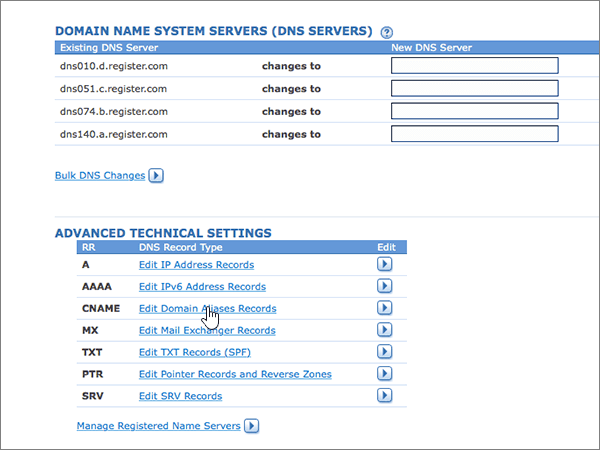 DOMAIN NAME SYSTEM SERVERS (DNS SERVERS) ?
Existing DNS Server New DNS Server
dns010.d.register.com changes to
dns051.c.register.com changes to
dns074.b.register.com changes to
dns140.a.register.com changes to
Bulk DNS Changes
ADVANCED TECHNICAL SETTINGS
RR DNS Record Type Edit
A Edit IP Address Records
AAAA Edit IPv6 Address Records
CNAME Edit Domain Aliases Records
MX Edit Mail Exchanger Records
TXT Edit TXT Records (SPF)
PTR Edit Pointer Records and Reverse Zones
SRV Edit SRV Records
Manage Registered Name Servers